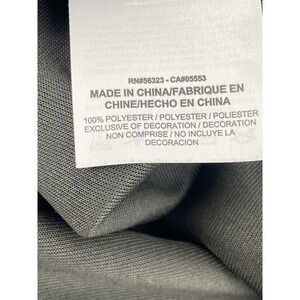 RN#56323 - CA#05553
MADE IN CHINA/FABRIQUE EN
CHINE/HECHO EN CHINA
100% POLYESTER / POLYESTER / POLIESTER
EXCLUSIVE OF DECORATION / DECORATION
NON COMPRISE / NO INCLUYE LA
DECORACION